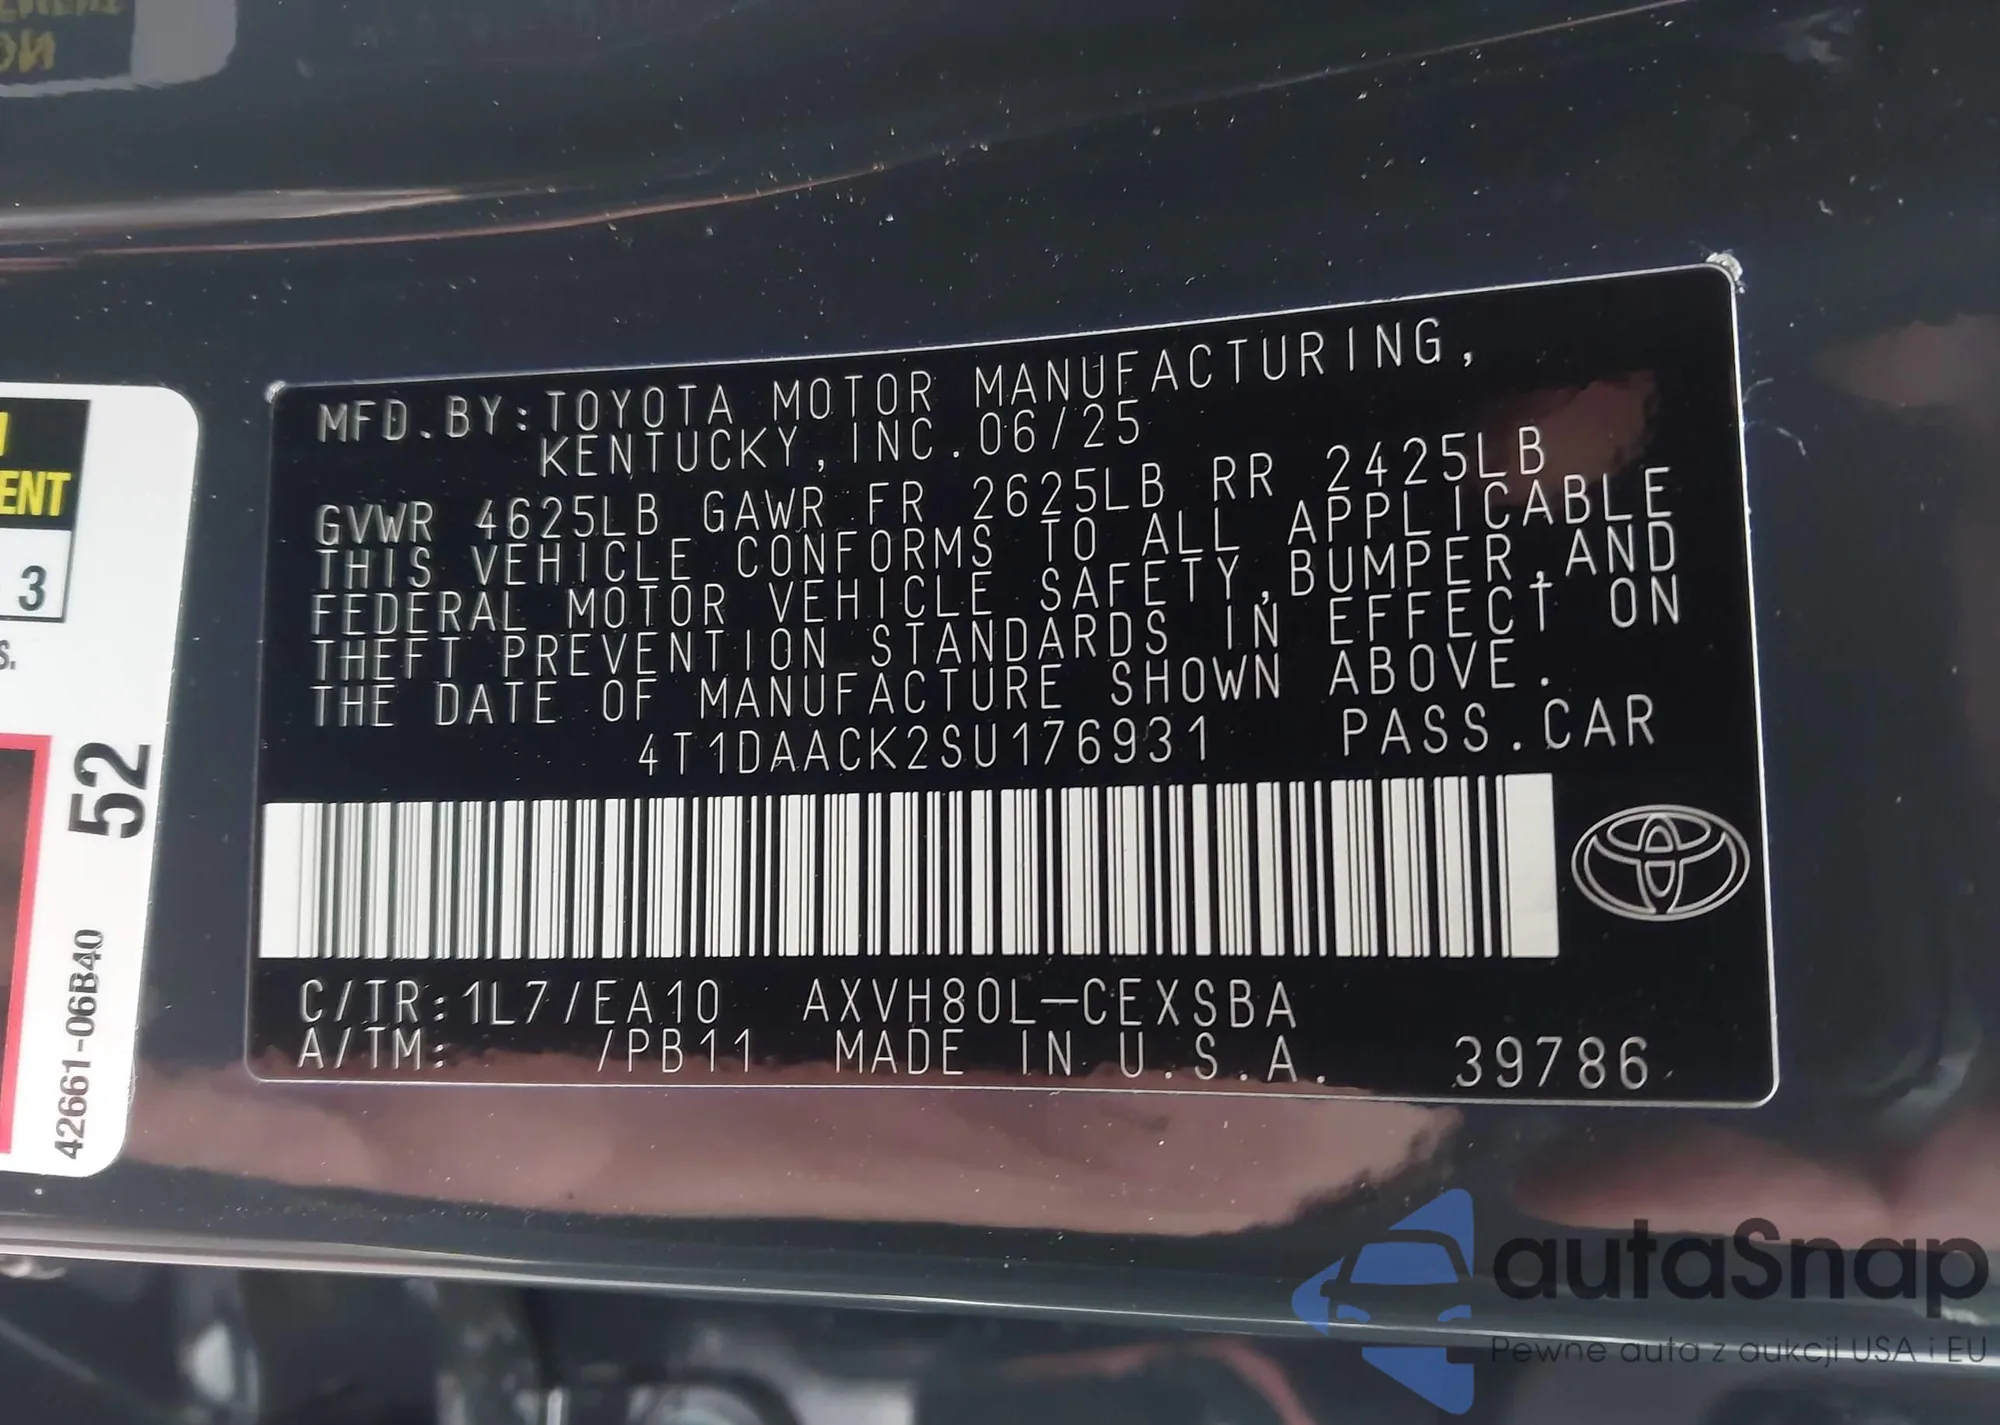 ENT
3
S.
52
42661-06B40
MFD.BY:TOYOTA MOTOR MANUFACTURING,
KENTUCKY,INC.06/25
GVWR 4625LB GAWR FR 2625LB RR 2425LB
THIS VEHICLE CONFORMS TO ALL APPLICABLE
FEDERAL MOTOR VEHICLE SAFETY,BUMPER,AND
THEFT PREVENTION STANDARDS IN EFFECT ON
THE DATE OF MANUFACTURE SHOWN ABOVE.
4T1DAACK2SU176931 PASS.CAR
C/TR:1L7/EA10 AXVH80L-CEXSBA
A/TM: /PB11 MADE IN U.S.A. 39786
autaSnap
Pewne auta z aukcji USA i EU